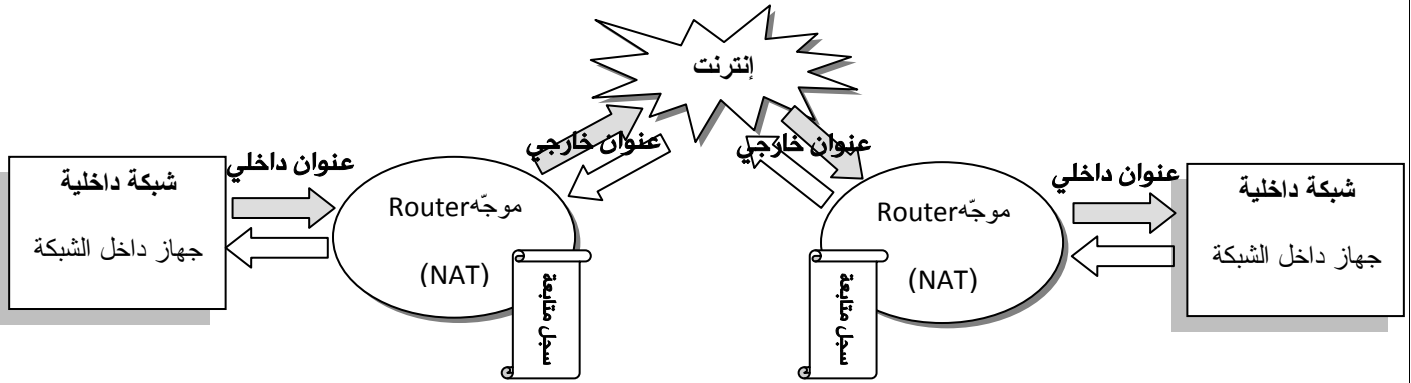 إنترنت
عنوان خارجي
عنوان خارجي
عنوان داخلي
عنوان داخلي
شبكة داخلية
جهاز داخل الشبكة
موجّهRouter
(NAT)
سجل متابعة
موجّهRouter
(NAT)
سجل متابعة
شبكة داخلية
جهاز داخل الشبكة